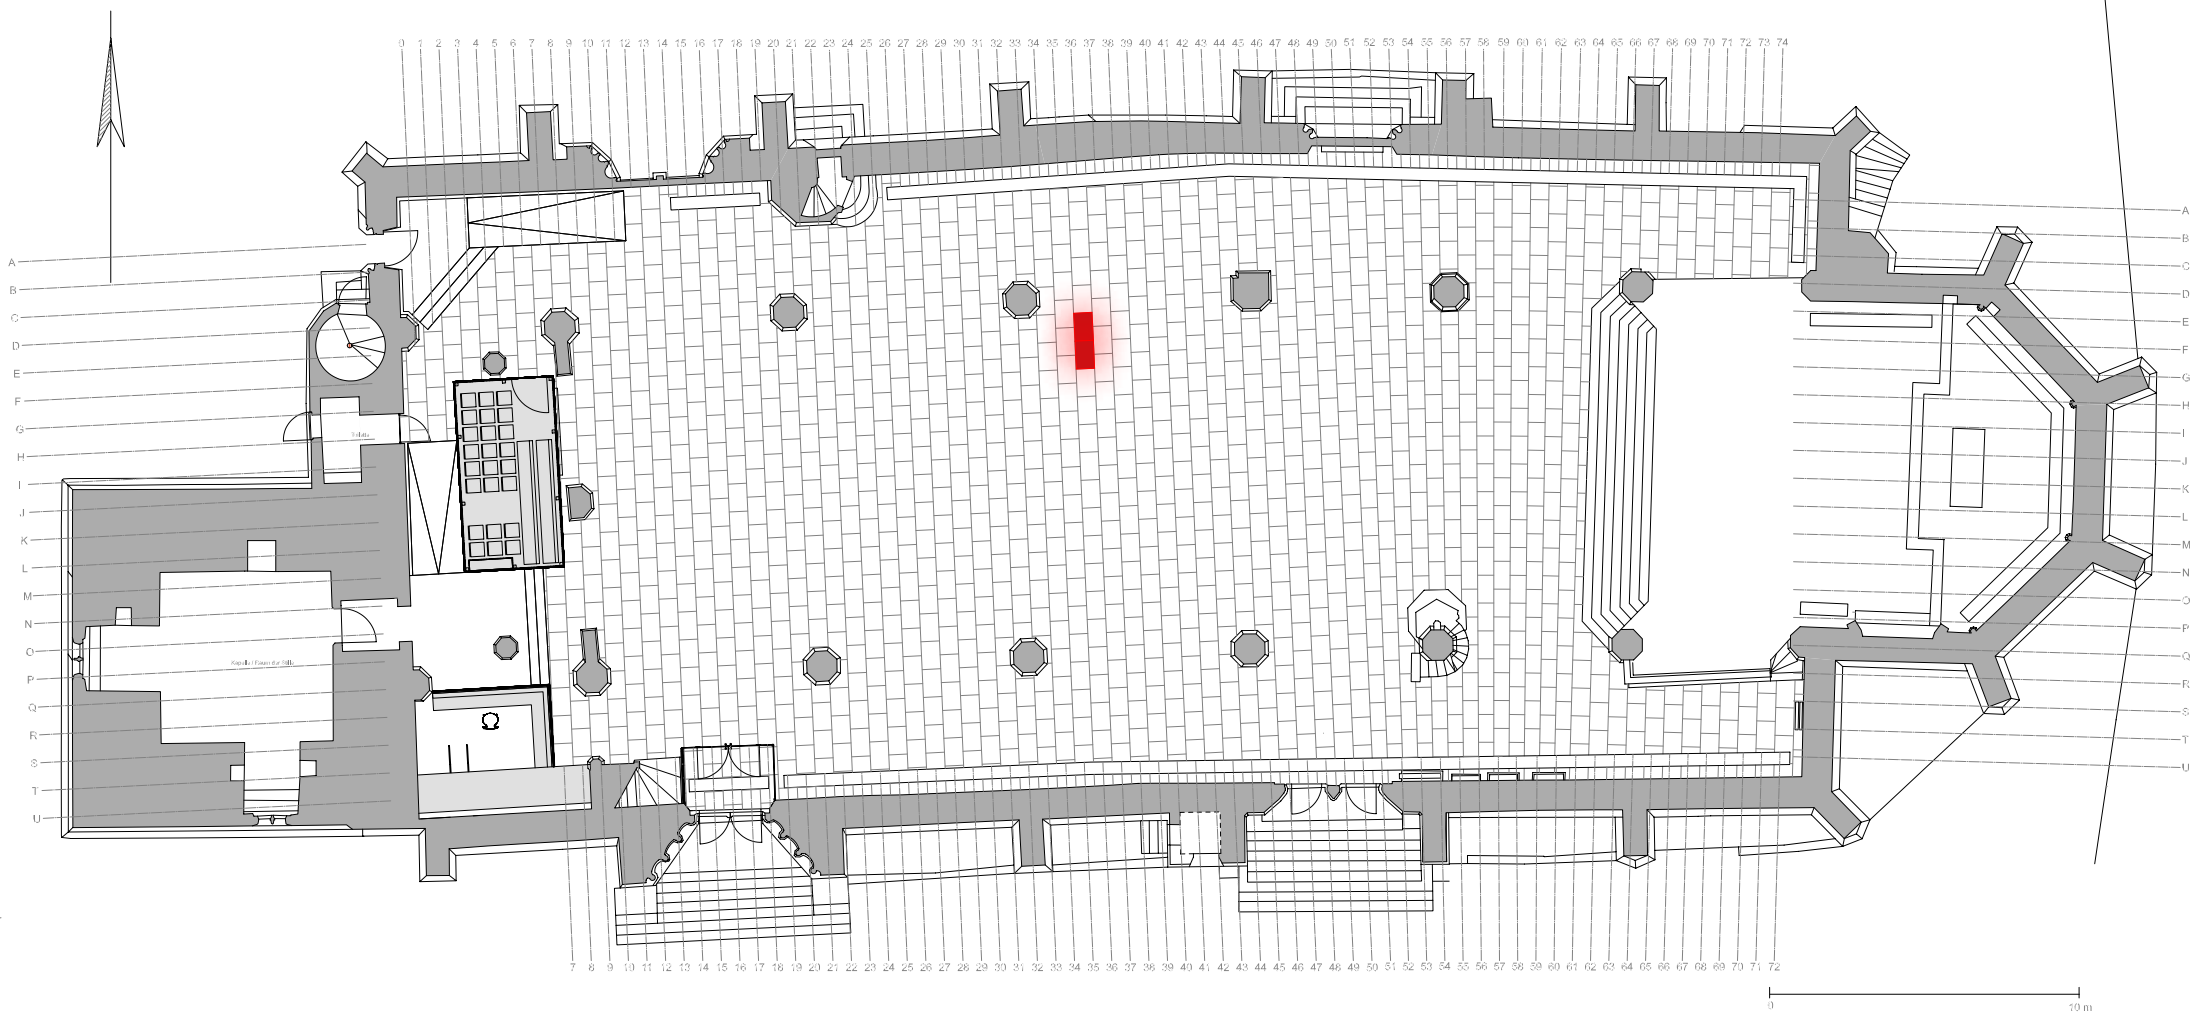 0 1 2 3 4 5 6 7 8 9 10 11 12 13 14 15 16 17 18 19 20 21 22 23 24 25 26 27 28 29 30 31 32 33 34 35 36 37 38 39 40 41 42 43 44 45 46 47 48 49 50 51 52 53 54 55 56 57 58 59 60 61 62 63 64 65 66 67 68 69 70 71 72 73 74
A
B
C
D
E
F
G
H
I
J
K
L
M
N
O
P
Q
R
S
T
U
Kapelle / Raum der Stille
A
B
C
D
E
F
G
H
I
J
K
L
M
N
O
P
Q
R
S
T
U
7 8 9 10 11 12 13 14 15 16 17 18 19 20 21 22 23 24 25 26 27 28 29 30 31 32 33 34 35 36 37 38 39 40 41 42 43 44 45 46 47 48 49 50 51 52 53 54 55 56 57 58 59 60 61 62 63 64 65 66 67 68 69 70 71 72
0 10 m